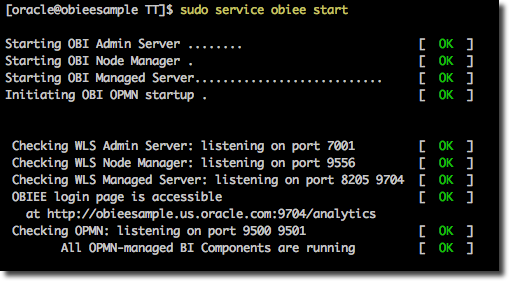 [oracle@obieesample TT]$ sudo service obiee start
Starting OBI Admin Server ........ [ OK ]
Starting OBI Node Manager . [ OK ]
Starting OBI Managed Server........................... [ OK ]
Initiating OBI OPMN startup . [ OK ]
Checking WLS Admin Server: listening on port 7001 [ OK ]
Checking WLS Node Manager: listening on port 9556 [ OK ]
Checking WLS Managed Server: listening on port 8205 9704 [ OK ]
OBIEE login page is accessible [ OK ]
at http://obieesample.us.oracle.com:9704/analytics
Checking OPMN: listening on port 9500 9501 [ OK ]
All OPMN-managed BI Components are running [ OK ]